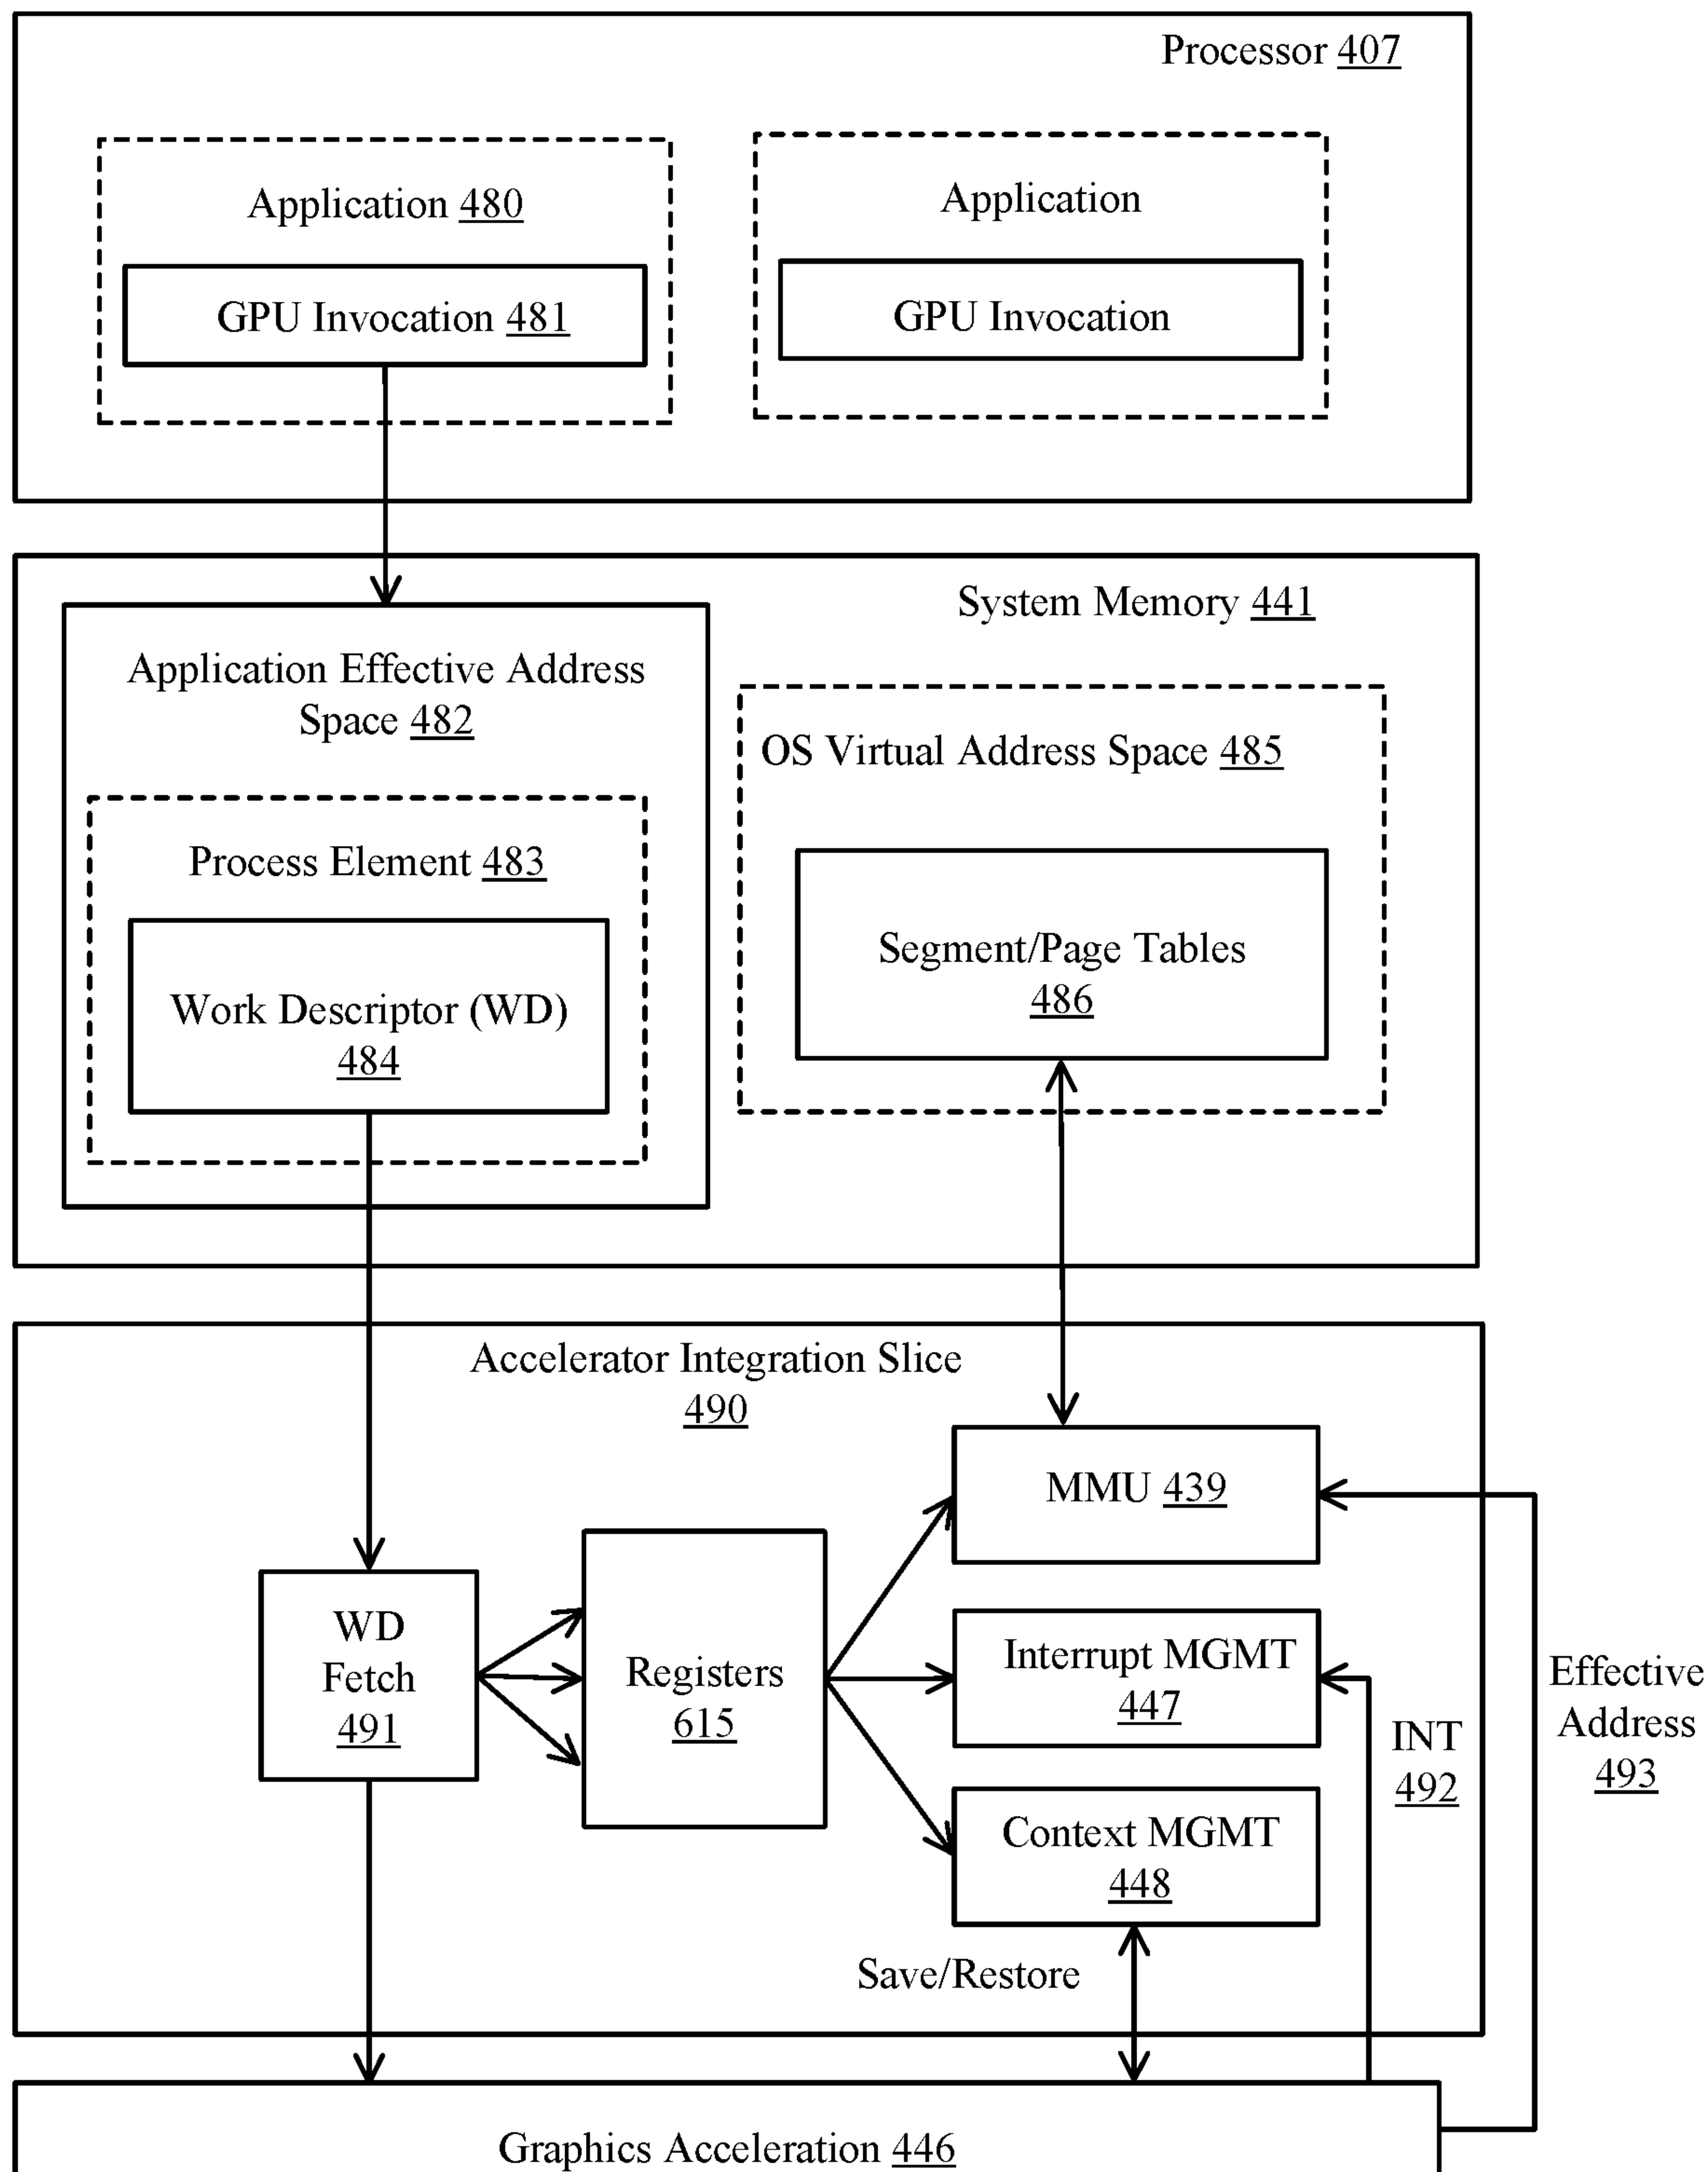 Processor 407
Application 480
Application
GPU Invocation 481
GPU Invocation
System Memory 441
Application Effective Address
Space 482
OS Virtual Address Space 485
Process Element 483
Segment/Page Tables
486
Work Descriptor (WD)
484
Accelerator Integration Slice
490
MMU 439
WD
Fetch
491
Registers
615
Interrupt MGMT
447
Effective
Address
493
INT
492
Context MGMT
448
Save/Restore
Graphics Acceleration 446